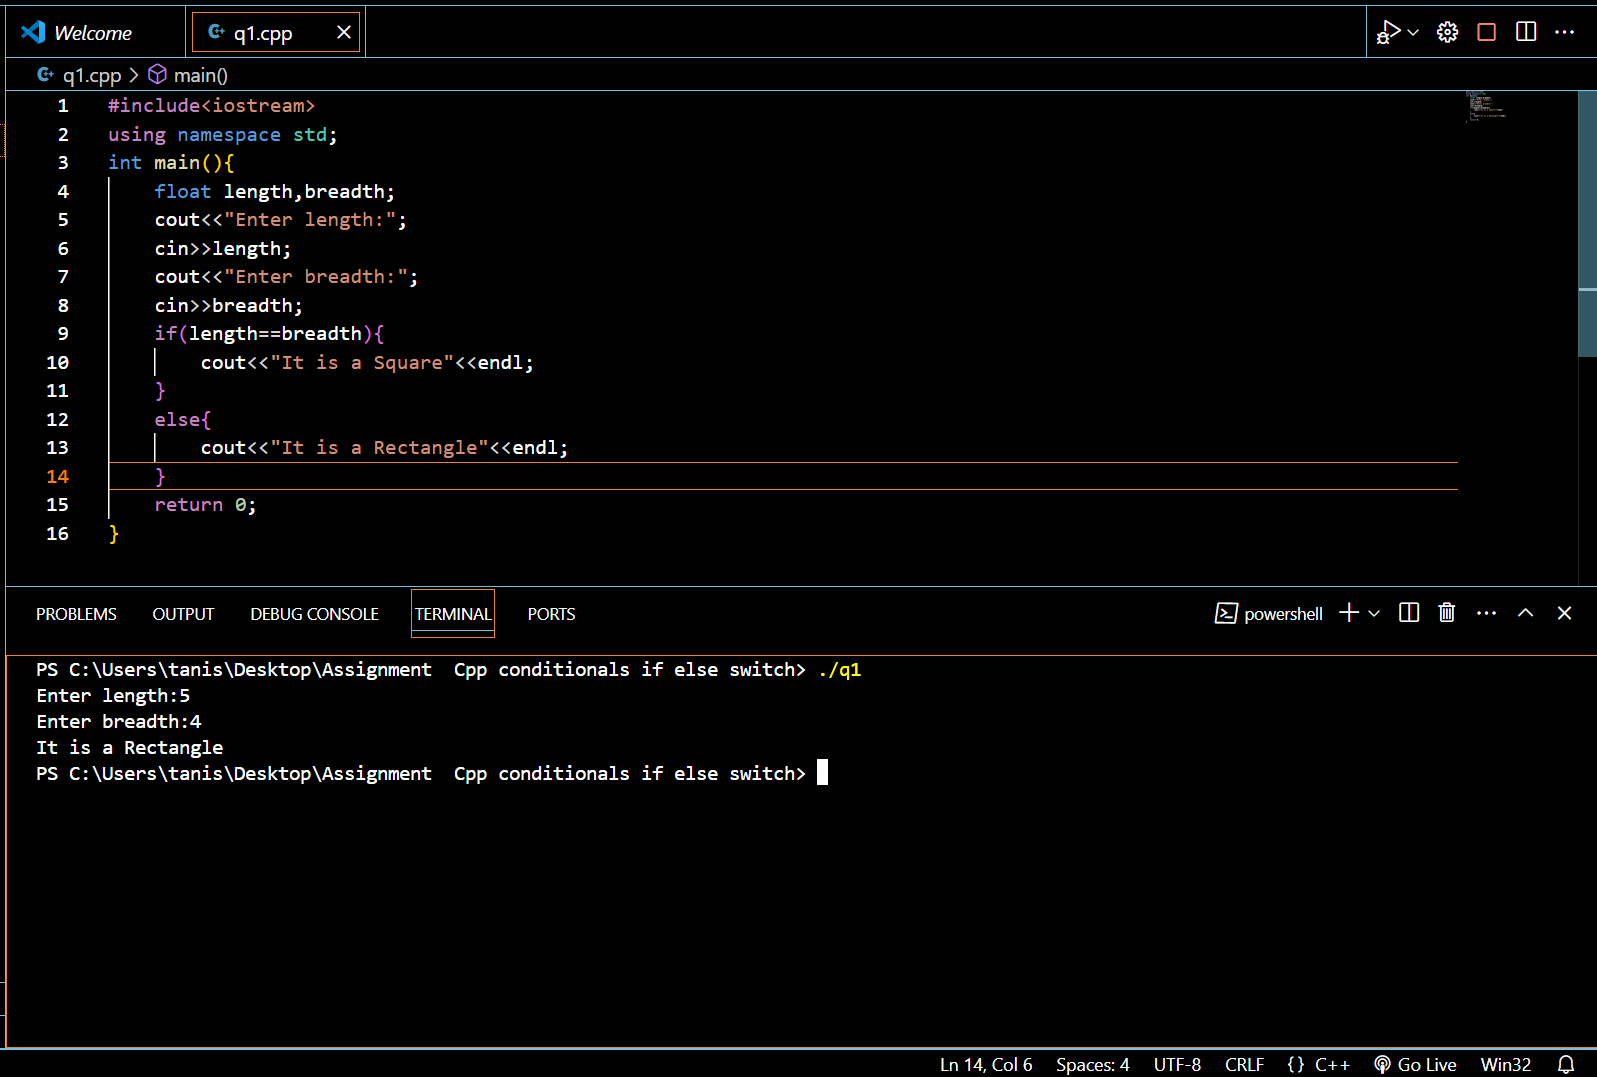 Welcome
q1.cpp
q1.cpp > main()
1 #include<iostream>
2 using namespace std;
3 int main(){
4     float length,breadth;
5     cout<<"Enter length:";
6     cin>>length;
7     cout<<"Enter breadth:";
8     cin>>breadth;
9     if(length==breadth){
10         cout<<"It is a Square"<<endl;
11     }
12     else{
13         cout<<"It is a Rectangle"<<endl;
14     }
15     return 0;
16 }
PROBLEMS OUTPUT DEBUG CONSOLE TERMINAL PORTS powershell
PS C:\Users\tanis\Desktop\Assignment  Cpp conditionals if else switch> ./q1
Enter length:5
Enter breadth:4
It is a Rectangle
PS C:\Users\tanis\Desktop\Assignment  Cpp conditionals if else switch>
Ln 14, Col 6 Spaces: 4 UTF-8 CRLF {} C++ Go Live Win32